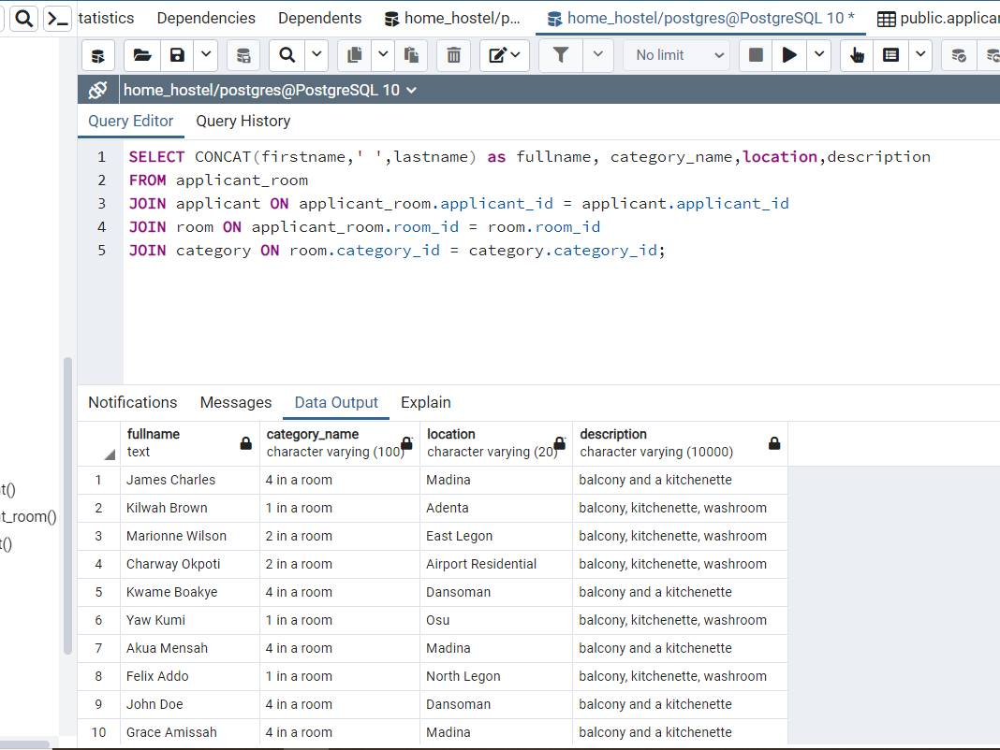 tatistics Dependencies Dependents home_hostel/p... home_hostel/postgres@PostgreSQL 10 * public.applicar
No limit
home_hostel/postgres@PostgreSQL 10
Query Editor Query History
1 SELECT CONCAT(firstname,' ',lastname) as fullname, category_name,location,description
2 FROM applicant_room
3 JOIN applicant ON applicant_room.applicant_id = applicant.applicant_id
4 JOIN room ON applicant_room.room_id = room.room_id
5 JOIN category ON room.category_id = category.category_id;
Notifications Messages Data Output Explain
fullname category_name location description
text character varying (100) character varying (20) character varying (10000)
1 James Charles 4 in a room Madina balcony and a kitchenette
t()
2 Kilwah Brown 1 in a room Adenta balcony, kitchenette, washroom
t_room()
3 Marionne Wilson 2 in a room East Legon balcony, kitchenette, washroom
t()
4 Charway Okpoti 2 in a room Airport Residential balcony, kitchenette, washroom
5 Kwame Boakye 4 in a room Dansoman balcony and a kitchenette
6 Yaw Kumi 1 in a room Osu balcony, kitchenette, washroom
7 Akua Mensah 4 in a room Madina balcony and a kitchenette
8 Felix Addo 1 in a room North Legon balcony, kitchenette, washroom
9 John Doe 4 in a room Dansoman balcony and a kitchenette
10 Grace Amissah 4 in a room Madina balcony and a kitchenette